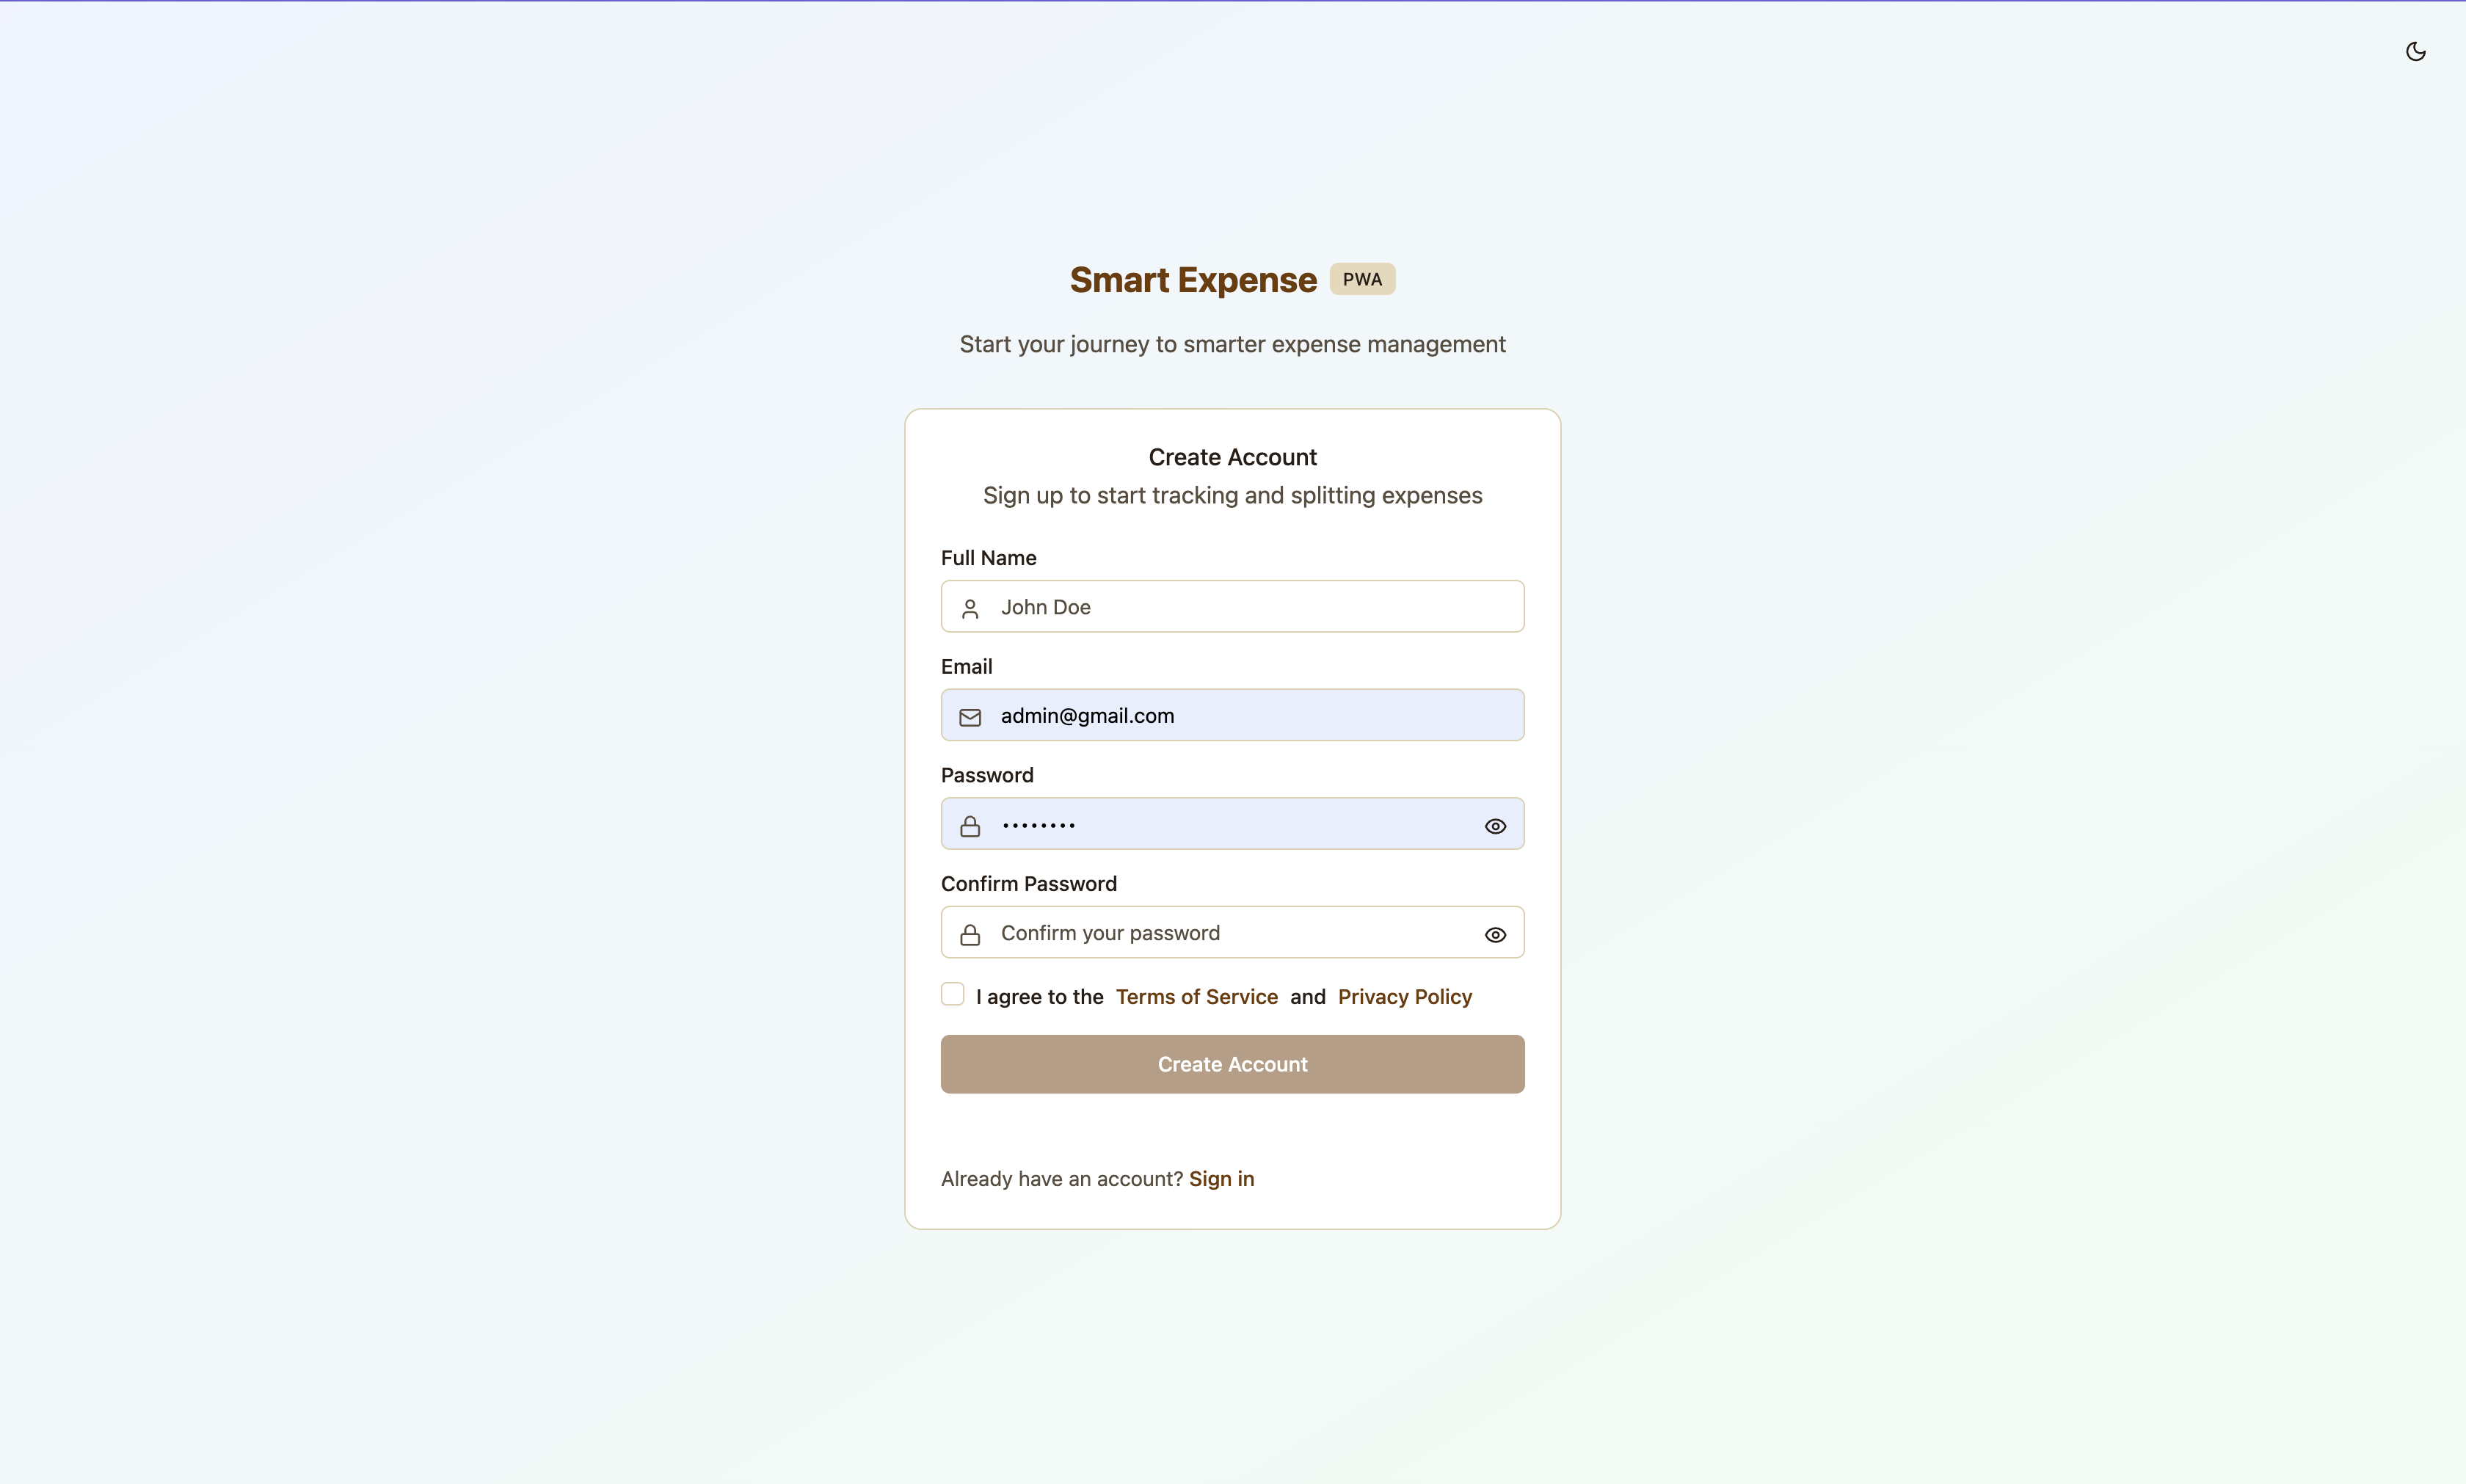 Smart Expense PWA
Start your journey to smarter expense management
Create Account
Sign up to start tracking and splitting expenses
Full Name
John Doe
Email
admin@gmail.com
Password
••••••••
Confirm Password
Confirm your password
I agree to the Terms of Service and Privacy Policy
Create Account
Already have an account? Sign in